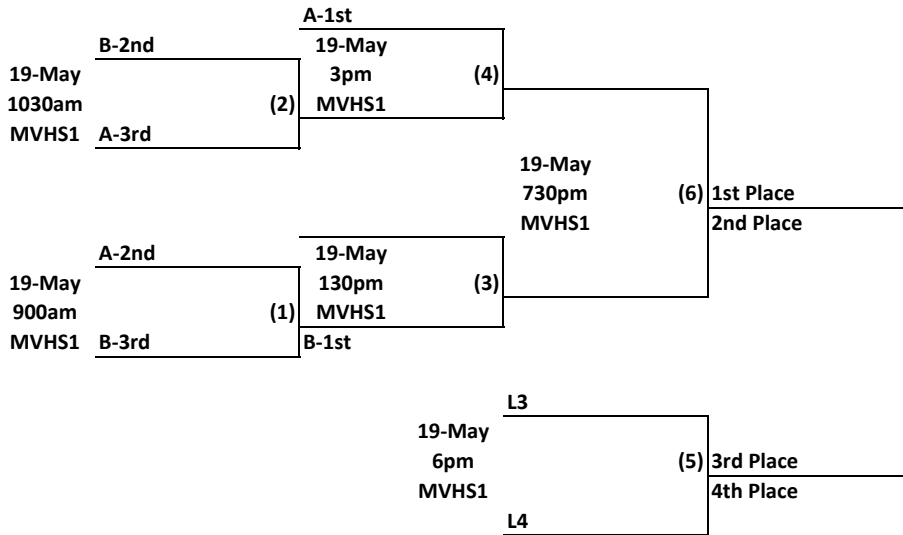 A-1st
B-2nd
19-May
19-May
3pm
(4)
1030am
(2)
MVHS1
MVHS1
A-3rd
19-May
730pm
(6)
1st Place
MVHS1
2nd Place
A-2nd
19-May
19-May
130pm
(3)
900am
(1)
MVHS1
MVHS1
B-3rd
B-1st
L3
19-May
6pm
(5)
3rd Place
MVHS1
4th Place
L4